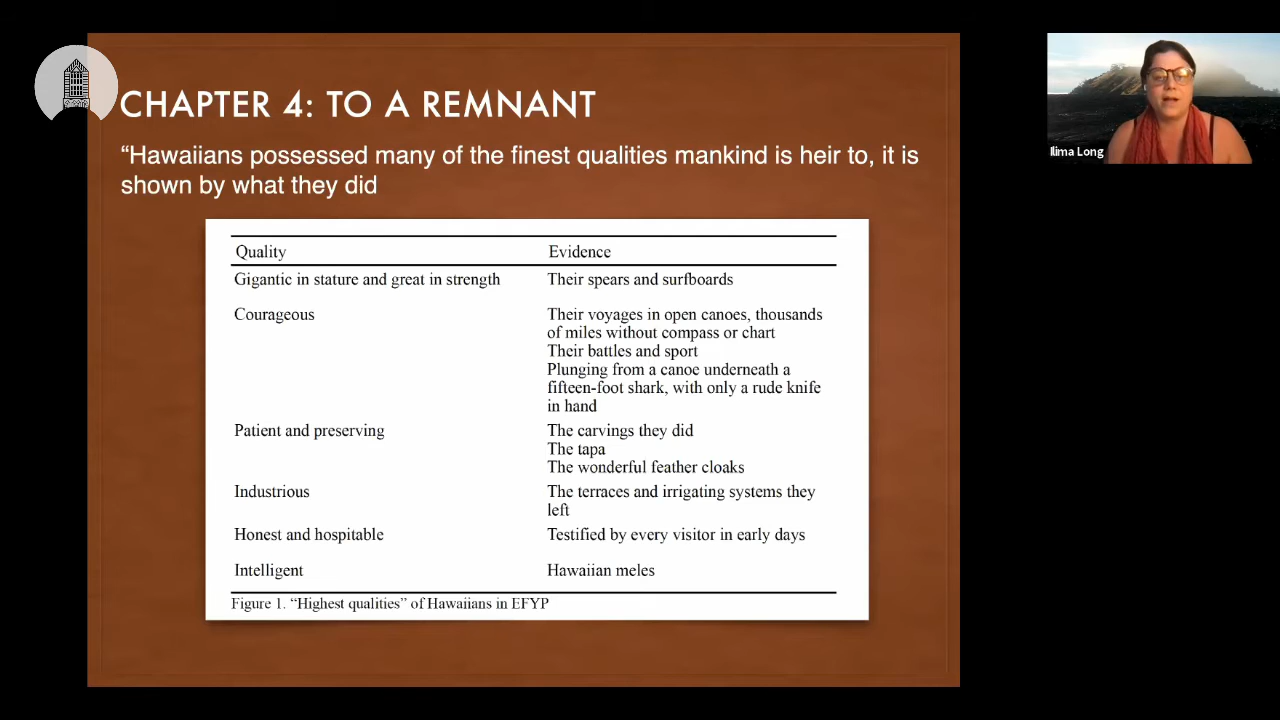 CHAPTER 4: TO A REMNANT
“Hawaiians possessed many of the finest qualities mankind is heir to, it is
shown by what they did
Quality Evidence
Gigantic in stature and great in strength Their spears and surfboards
Courageous Their voyages in open canoes, thousands
of miles without compass or chart
Their battles and sport
Plunging from a canoe underneath a
fifteen-foot shark, with only a rude knife
in hand
Patient and preserving The carvings they did
The tapa
The wonderful feather cloaks
Industrious The terraces and irrigating systems they
left
Honest and hospitable Testified by every visitor in early days
Intelligent Hawaiian meles
Figure 1. “Highest qualities” of Hawaiians in EFYP
Ilima Long